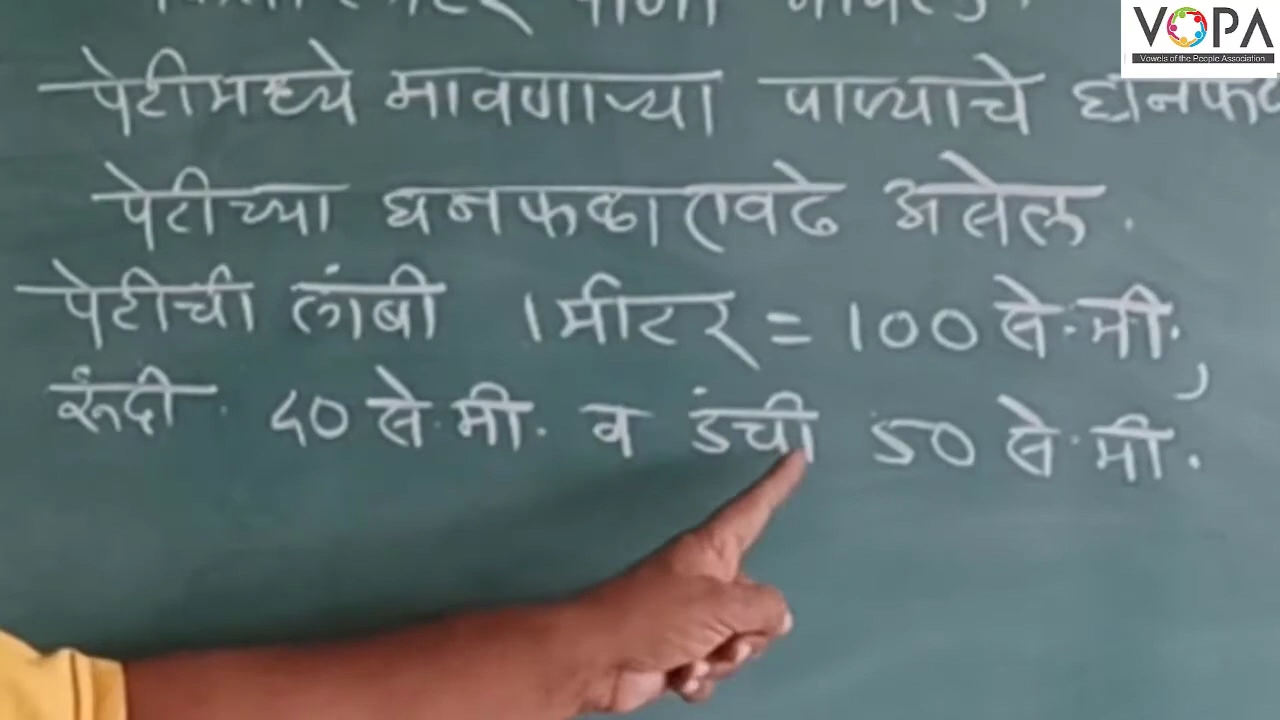 VOPA
Vowels of the People Association
पेटीमध्ये मावणाऱ्या पाण्याचे घनफळ
पेटीच्या घनफळाएवढे असेल .
पेटीची लांबी 1 मीटर = 100 से.मी.,
रुंदी. 40 से.मी. व उंची 50 से.मी.